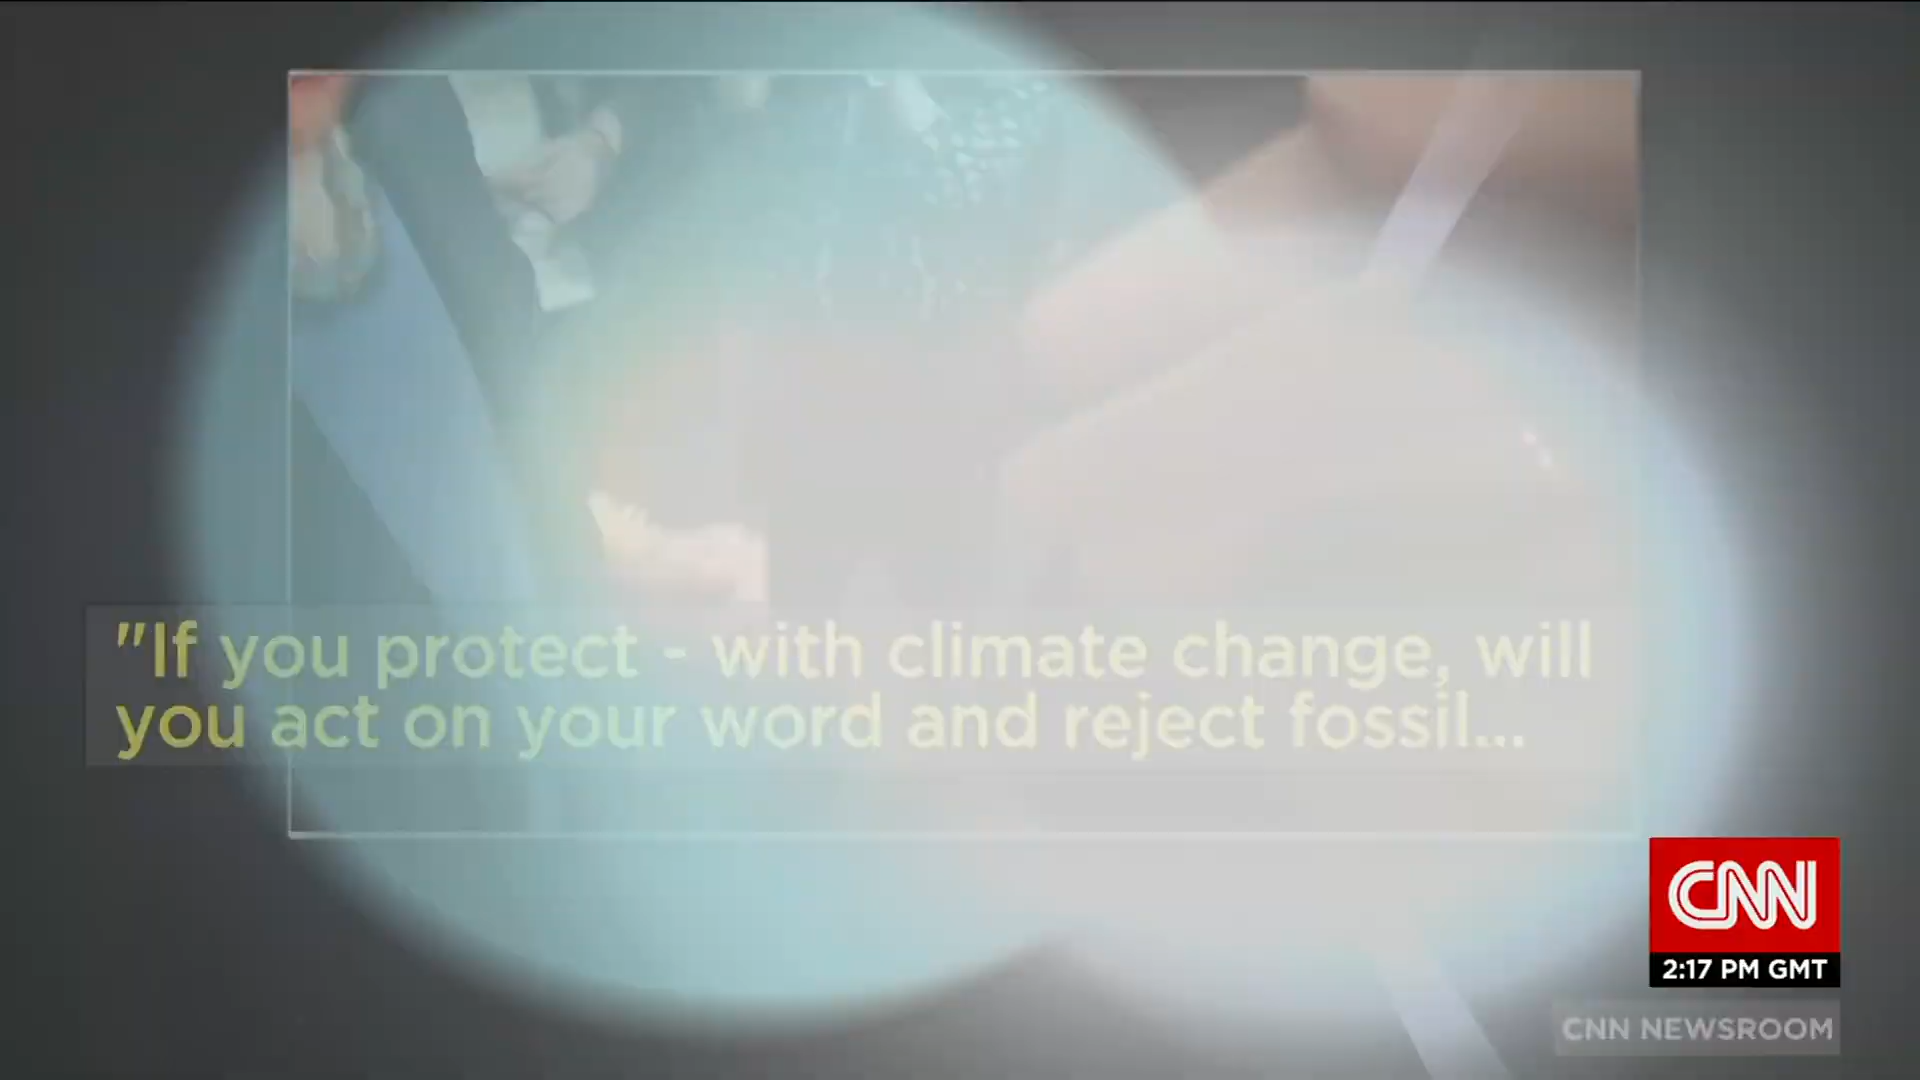 "If you protect - with climate change, will
you act on your word and reject fossil...
CNN
2:17 PM GMT
CNN NEWSROOM